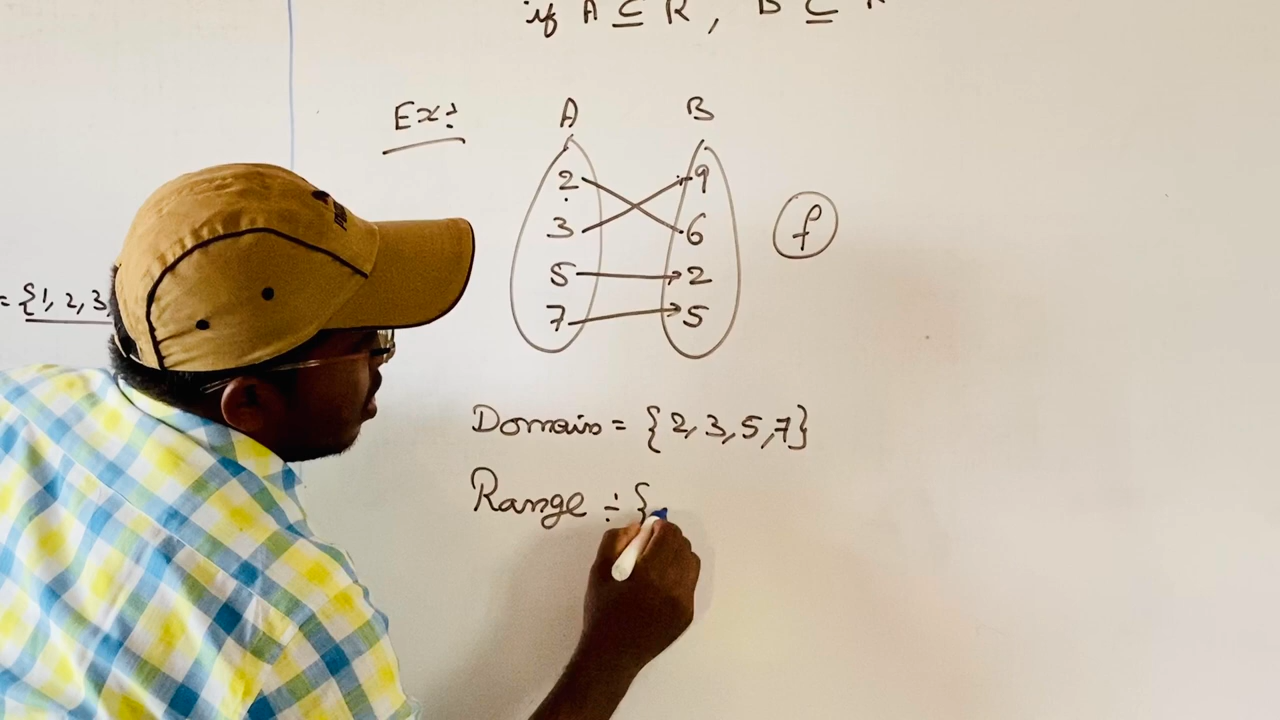 if A ⊆ R, B ⊆ R
Ex:
A B
2 9
3 6
5 2
7 5
f
= {1, 2, 3
Domain = {2, 3, 5, 7}
Range ÷ {